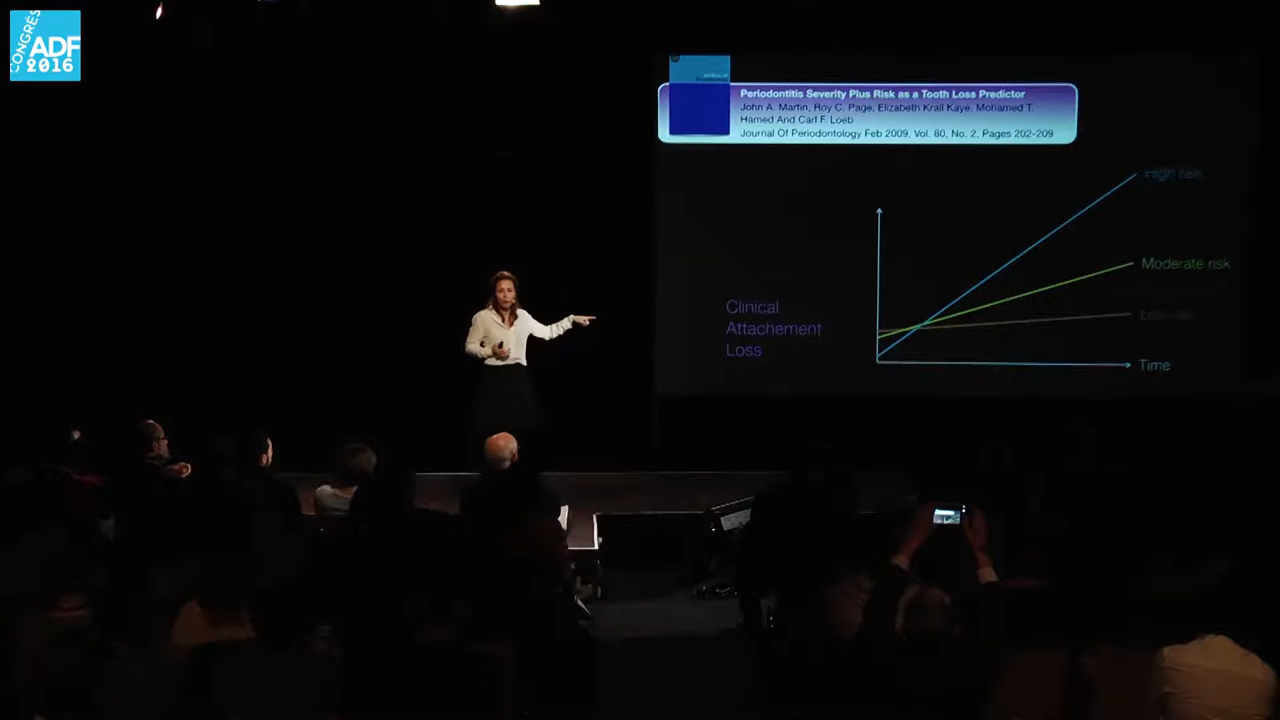 CONGRÈS
ADF
2016
Periodontitis Severity Plus Risk as a Tooth Loss Predictor
John A. Martin, Roy C. Page, Elizabeth Krall Kaye, Mohamed T.
Hamed And Carl F. Loeb
Journal Of Periodontology Feb 2009, Vol. 80, No. 2, Pages 202-209
High risk
Moderate risk
Clinical
Attachement
Loss
Time